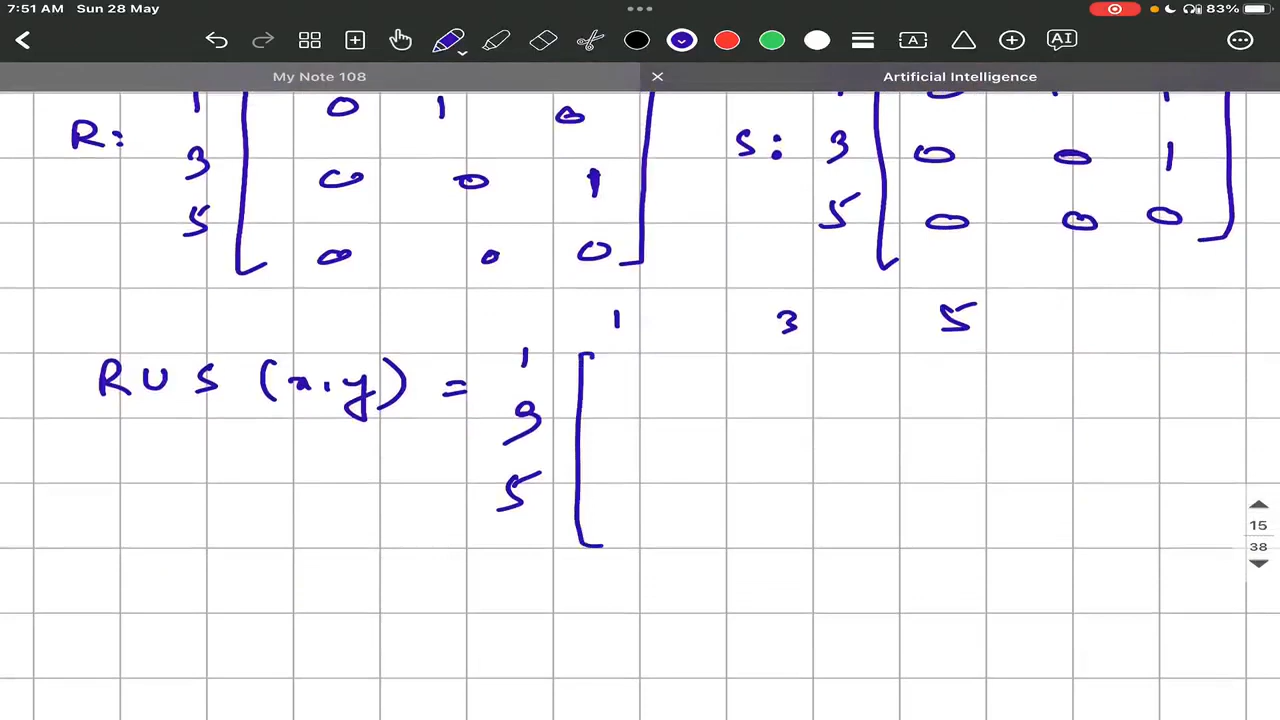 7:51 AM Sun 28 May
83%
AI
My Note 108
Artificial Intelligence
R: 1 0 1 0
3 0 0 1
5 0 0 0
S: 3 0 0 1
5 0 0 0
1 3 5
R U S (x,y) = 1
3
5
15
38